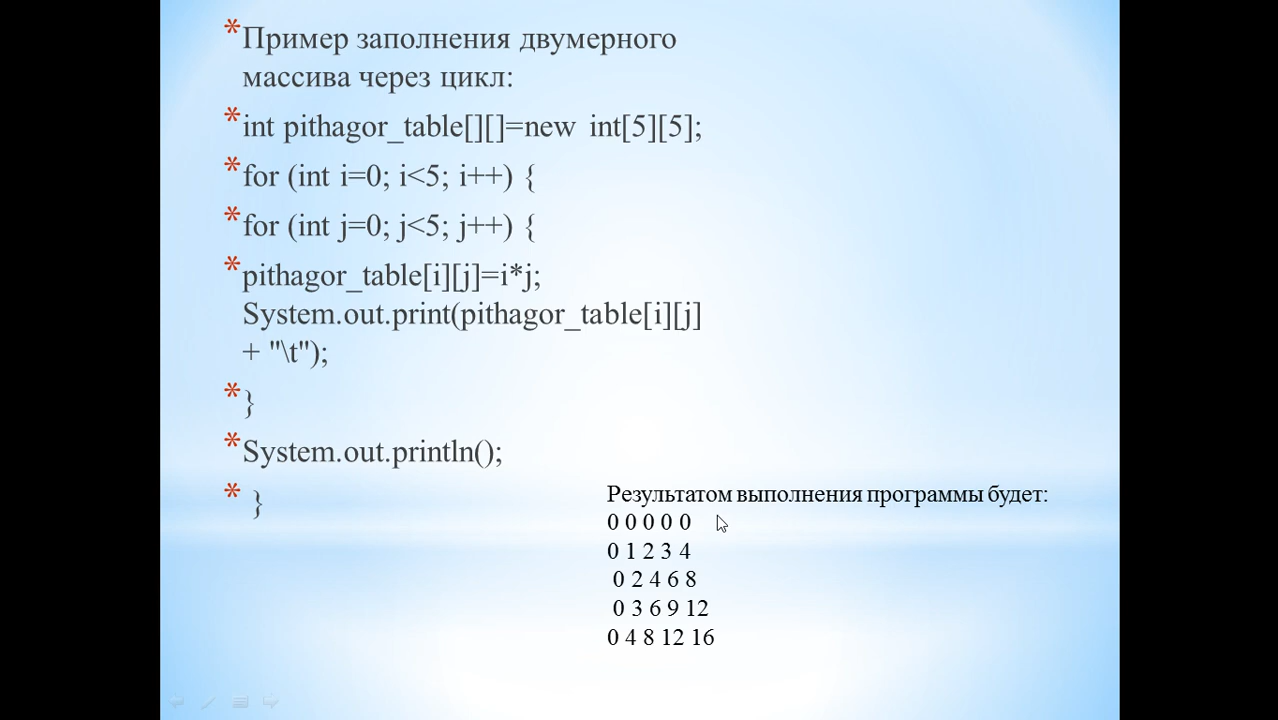 *Пример заполнения двумерного
массива через цикл:
*int pithagor_table[][]=new int[5][5];
*for (int i=0; i<5; i++) {
*for (int j=0; j<5; j++) {
*pithagor_table[i][j]=i*j;
System.out.print(pithagor_table[i][j]
+ "\t");
*}
*System.out.println();
* }
Результатом выполнения программы будет:
0 0 0 0 0
0 1 2 3 4
0 2 4 6 8
0 3 6 9 12
0 4 8 12 16